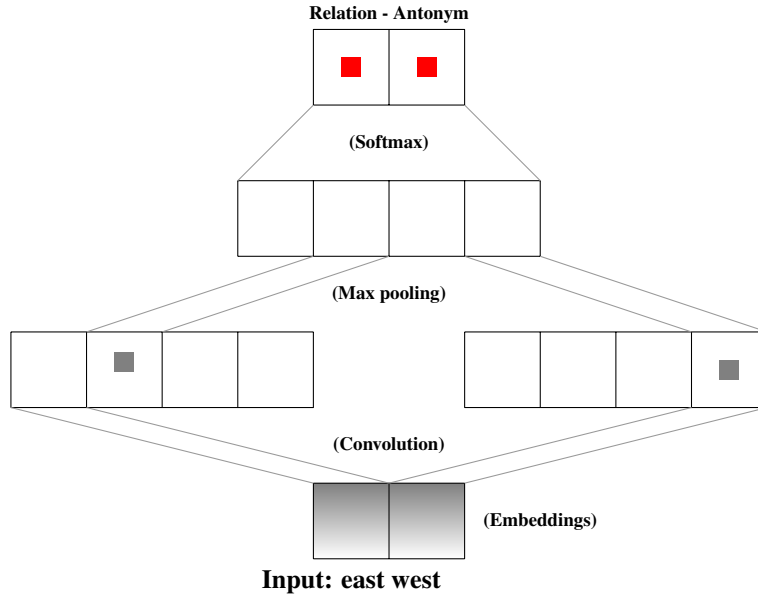 Relation - Antonym
(Softmax)
(Max pooling)
(Convolution)
(Embeddings)
Input: east west